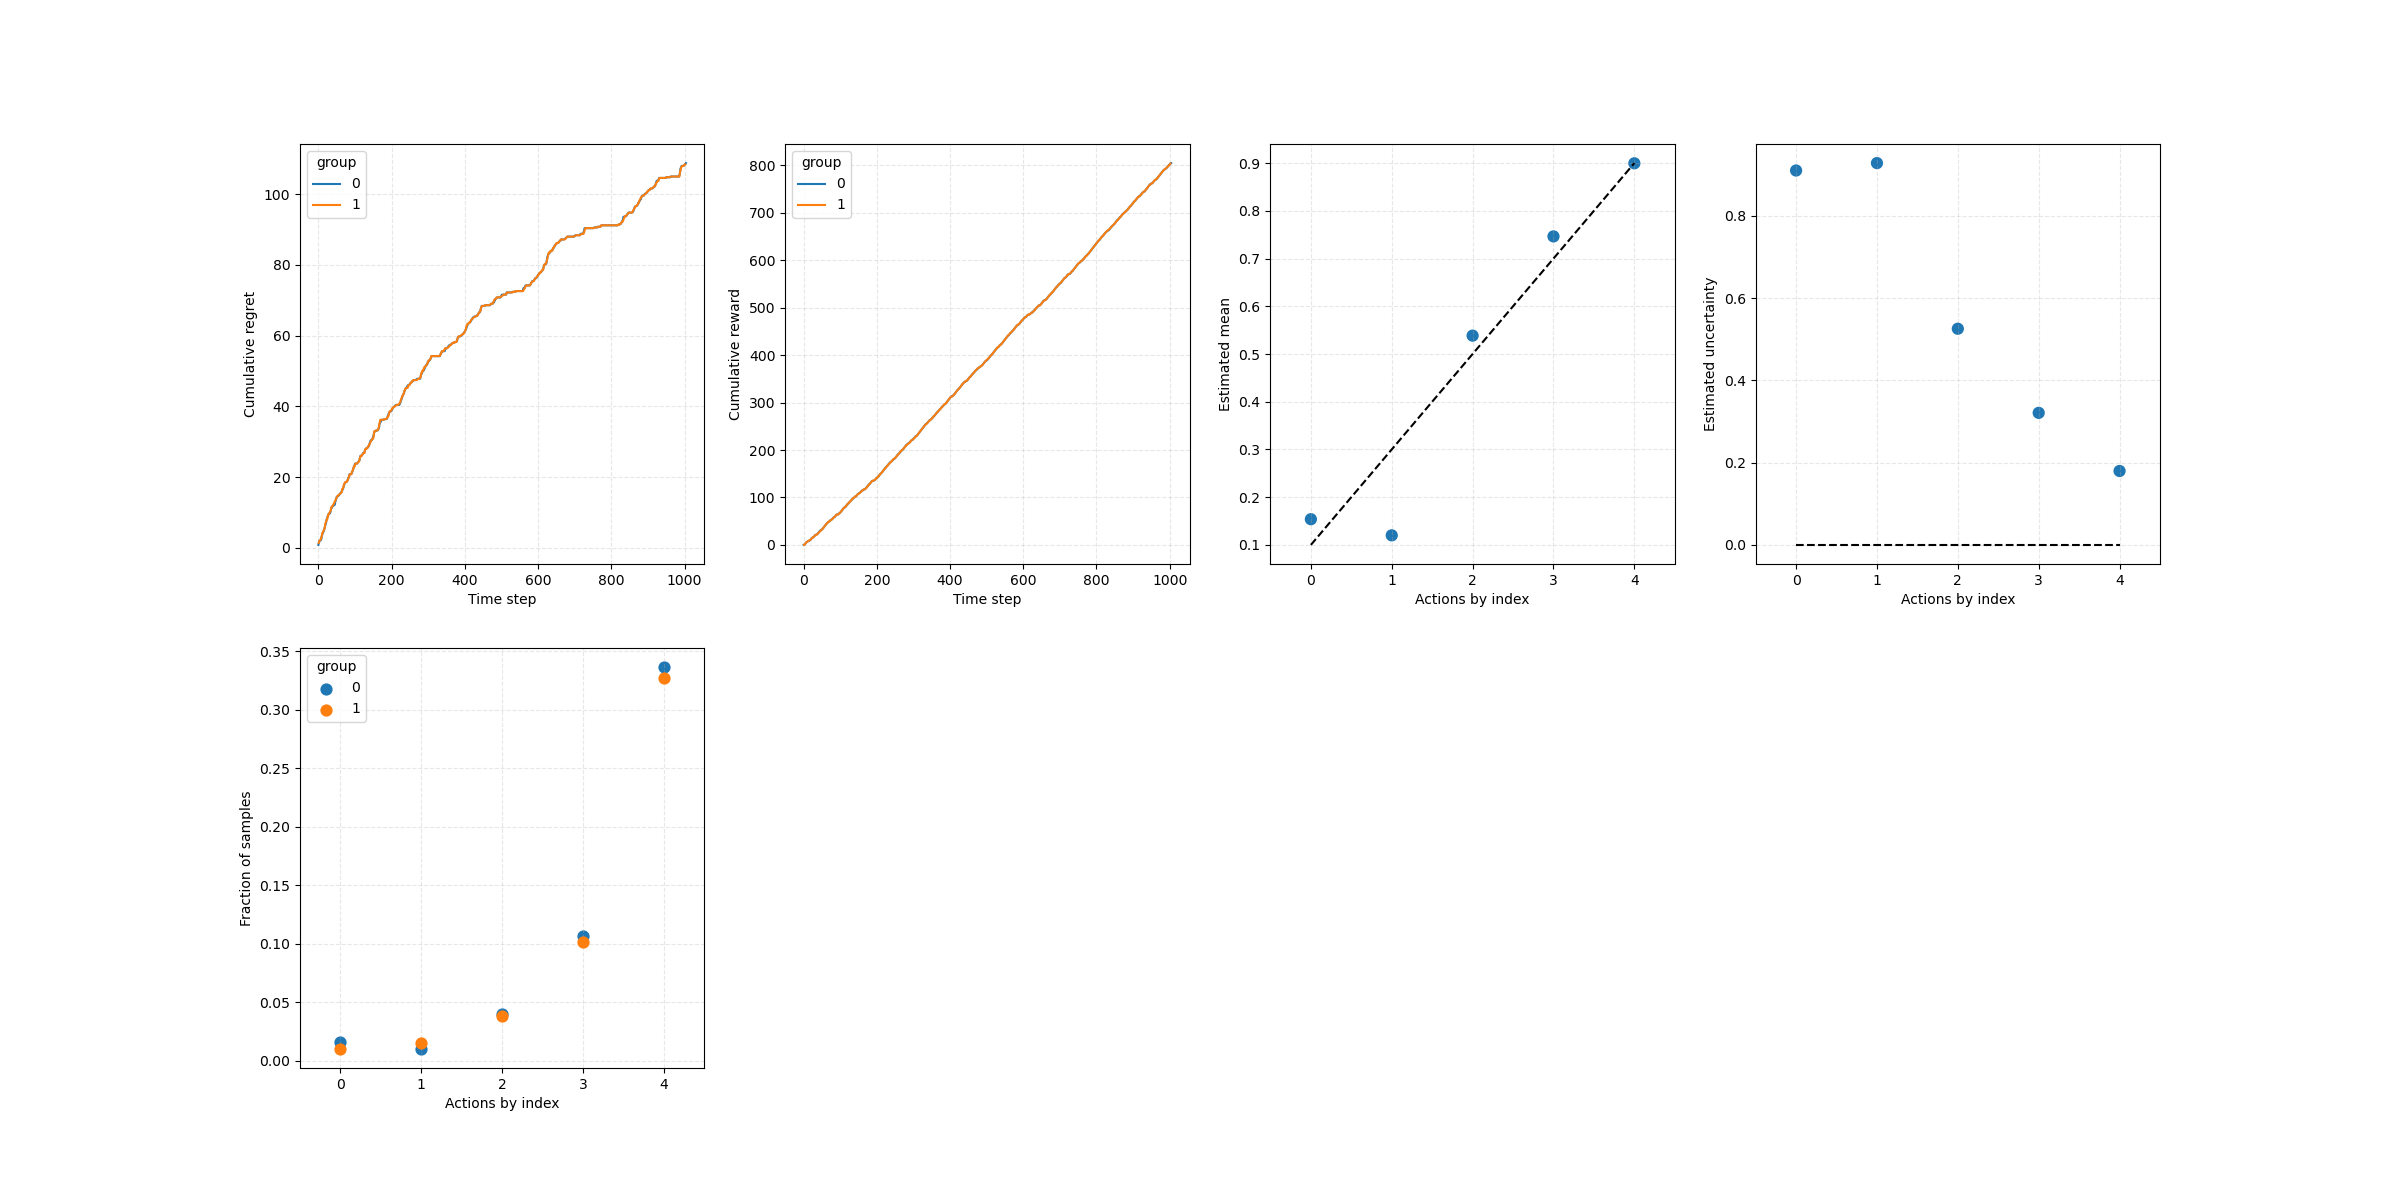 group
0
1
100
80
60
40
20
0
Cumulative regret
0 200 400 600 800 1000
Time step
group
0
1
800
700
600
500
400
300
200
100
0
Cumulative reward
0 200 400 600 800 1000
Time step
0.9
0.8
0.7
0.6
0.5
0.4
0.3
0.2
0.1
Estimated mean
0 1 2 3 4
Actions by index
0.8
0.6
0.4
0.2
0.0
Estimated uncertainty
0 1 2 3 4
Actions by index
group
0
1
0.35
0.30
0.25
0.20
0.15
0.10
0.05
0.00
Fraction of samples
0 1 2 3 4
Actions by index